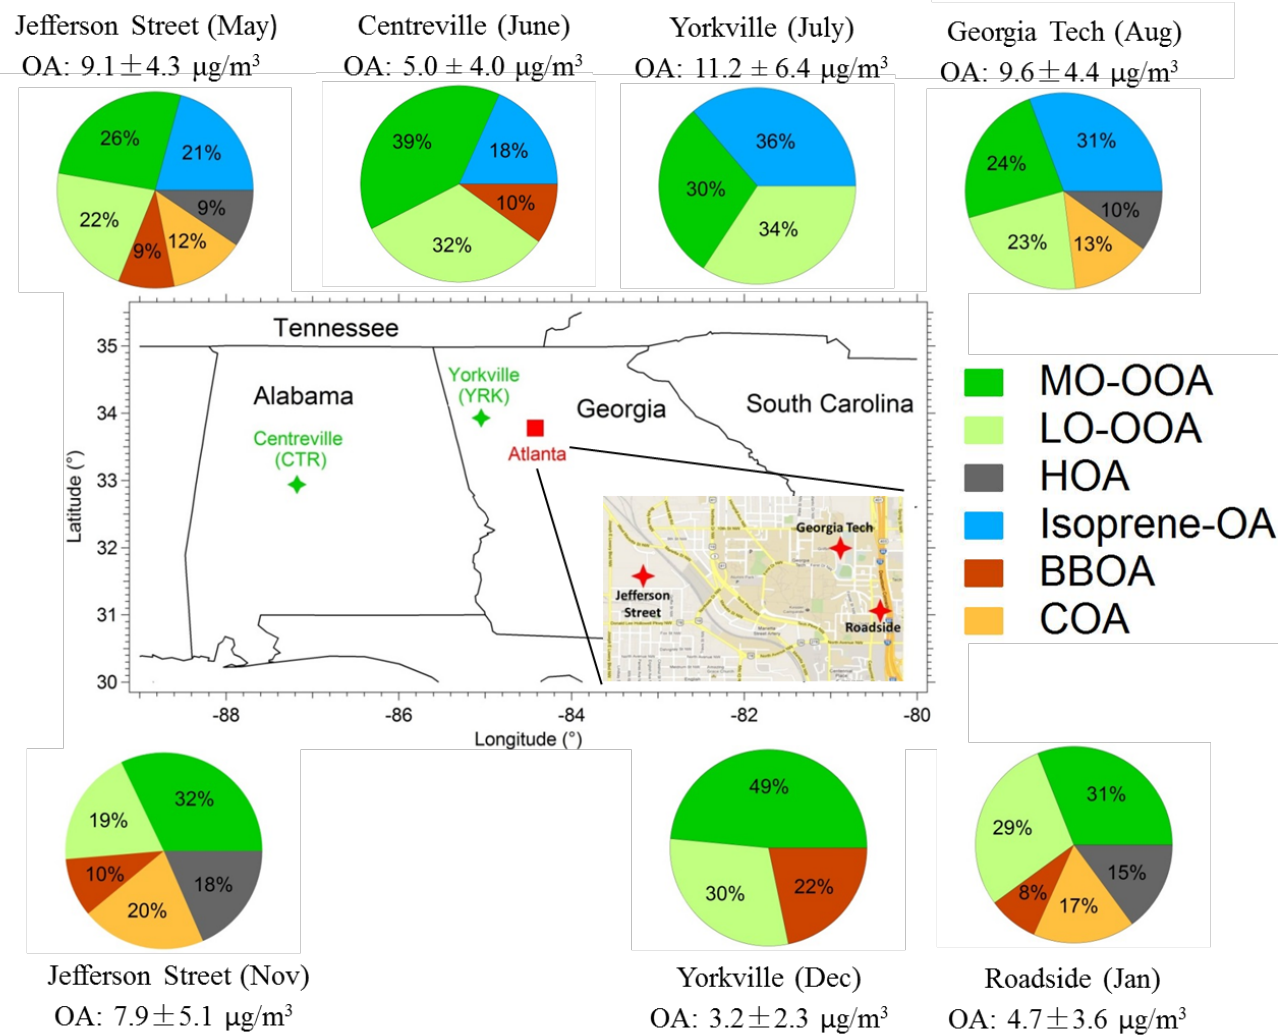 Jefferson Street (May)
OA: 9.1±4.3 μg/m³
26%
21%
22%
9%
9%
12%
Centreville (June)
OA: 5.0 ± 4.0 μg/m³
39%
18%
10%
32%
Yorkville (July)
OA: 11.2 ± 6.4 μg/m³
36%
30%
34%
Georgia Tech (Aug)
OA: 9.6±4.4 μg/m³
31%
24%
10%
23%
13%
Latitude (°)
35
34
33
32
31
30
Tennessee
Alabama
Yorkville
(YRK)
Georgia
South Carolina
Centreville
(CTR)
Atlanta
Georgia Tech
Jefferson
Street
Roadside
-88
-86
-84
-82
-80
Longitude (°)
MO-OOA
LO-OOA
HOA
Isoprene-OA
BBOA
COA
32%
19%
10%
18%
20%
Jefferson Street (Nov)
OA: 7.9±5.1 μg/m³
49%
30%
22%
Yorkville (Dec)
OA: 3.2±2.3 μg/m³
31%
29%
15%
8%
17%
Roadside (Jan)
OA: 4.7±3.6 μg/m³